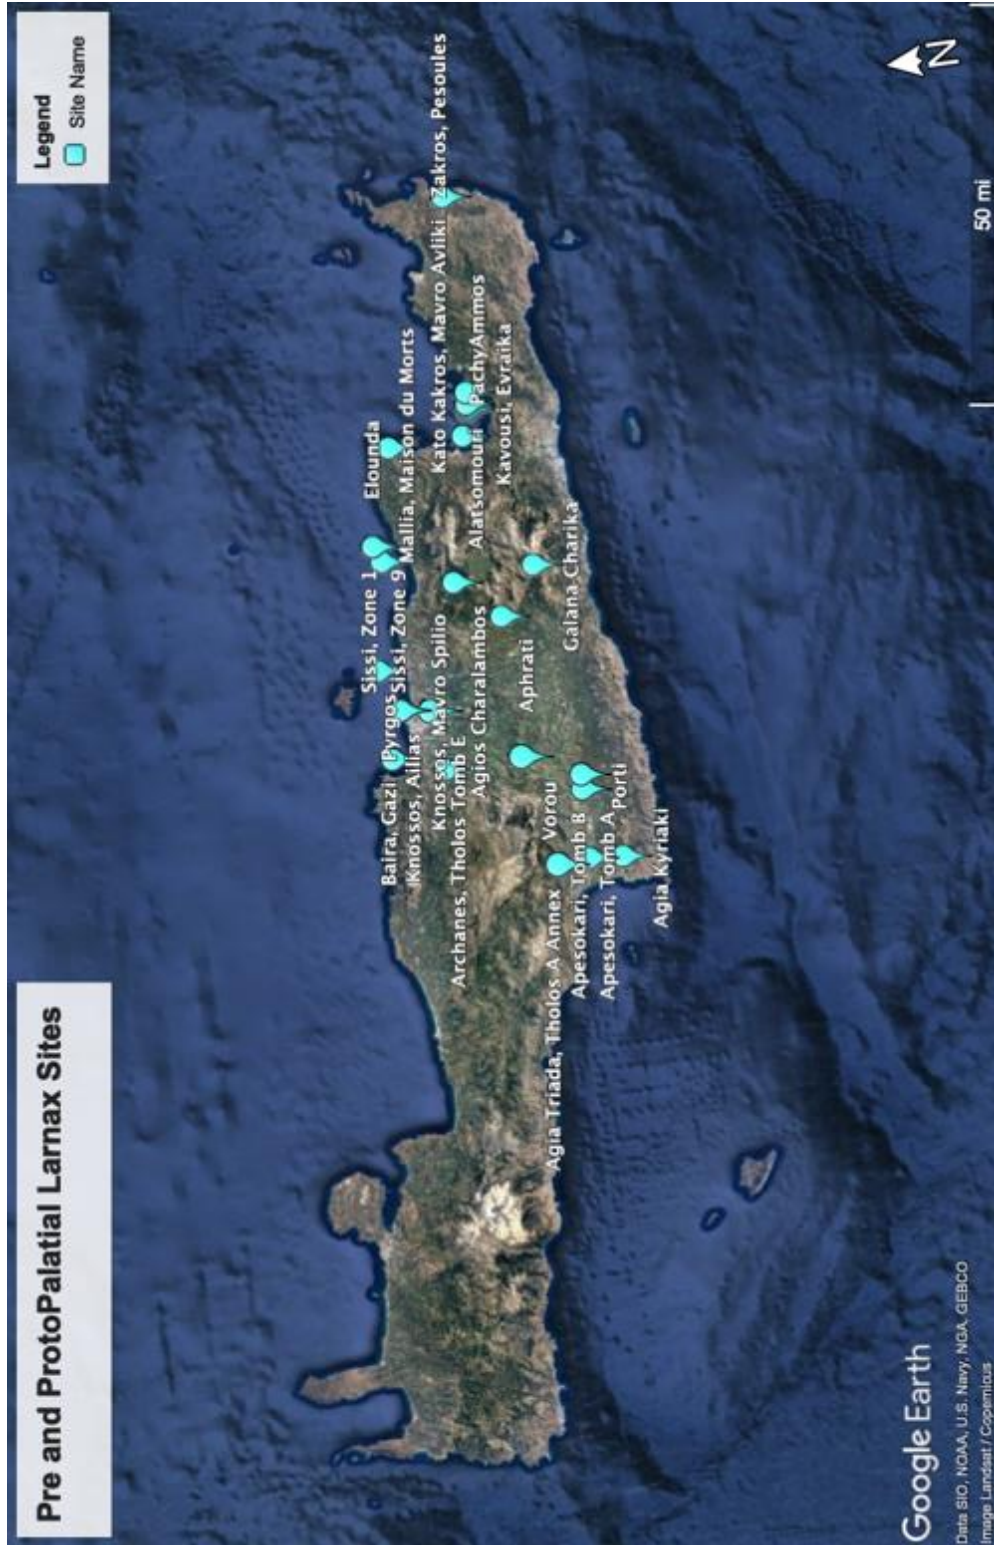 Pre and ProtoPalatial Larnax Sites
Legend
Site Name
N
Elounda
Sissi, Zone 1
Sissi, Zone 9
Mallia, Maison du Morts
Pyrgos
Baira, Gazi
Knossos, Ailias
Knossos, Mavro Spilio
Archanes, Tholos Tomb E
Agios Charalambos
Kato Kakros, Mavro Avliki
Zakros, Pesoules
Alatsomouri
PachyAmmos
Kavousi, Evraika
Aphrati
Galana Charika
Vorou
Agia Triada, Tholos A Annex
Apesokari, Tomb B
Apesokari, Tomb A
Porti
Agia Kyriaki
Google Earth
Data SIO, NOAA, U.S. Navy, NGA, GEBCO
Image Landsat / Copernicus
50 mi